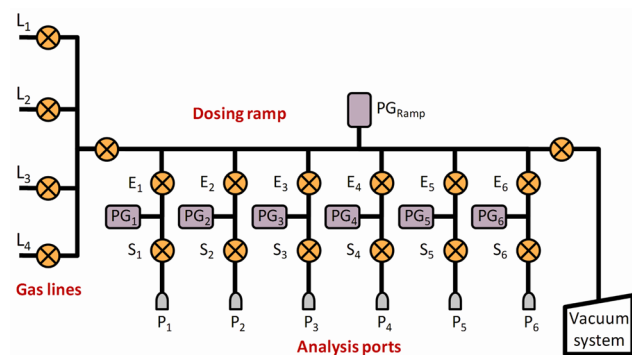 L1
L2
L3
L4
Gas lines
Dosing ramp
PGRamp
E1 E2 E3 E4 E5 E6
PG1 PG2 PG3 PG4 PG5 PG6
S1 S2 S3 S4 S5 S6
P1 P2 P3 P4 P5 P6
Analysis ports
Vacuum
system